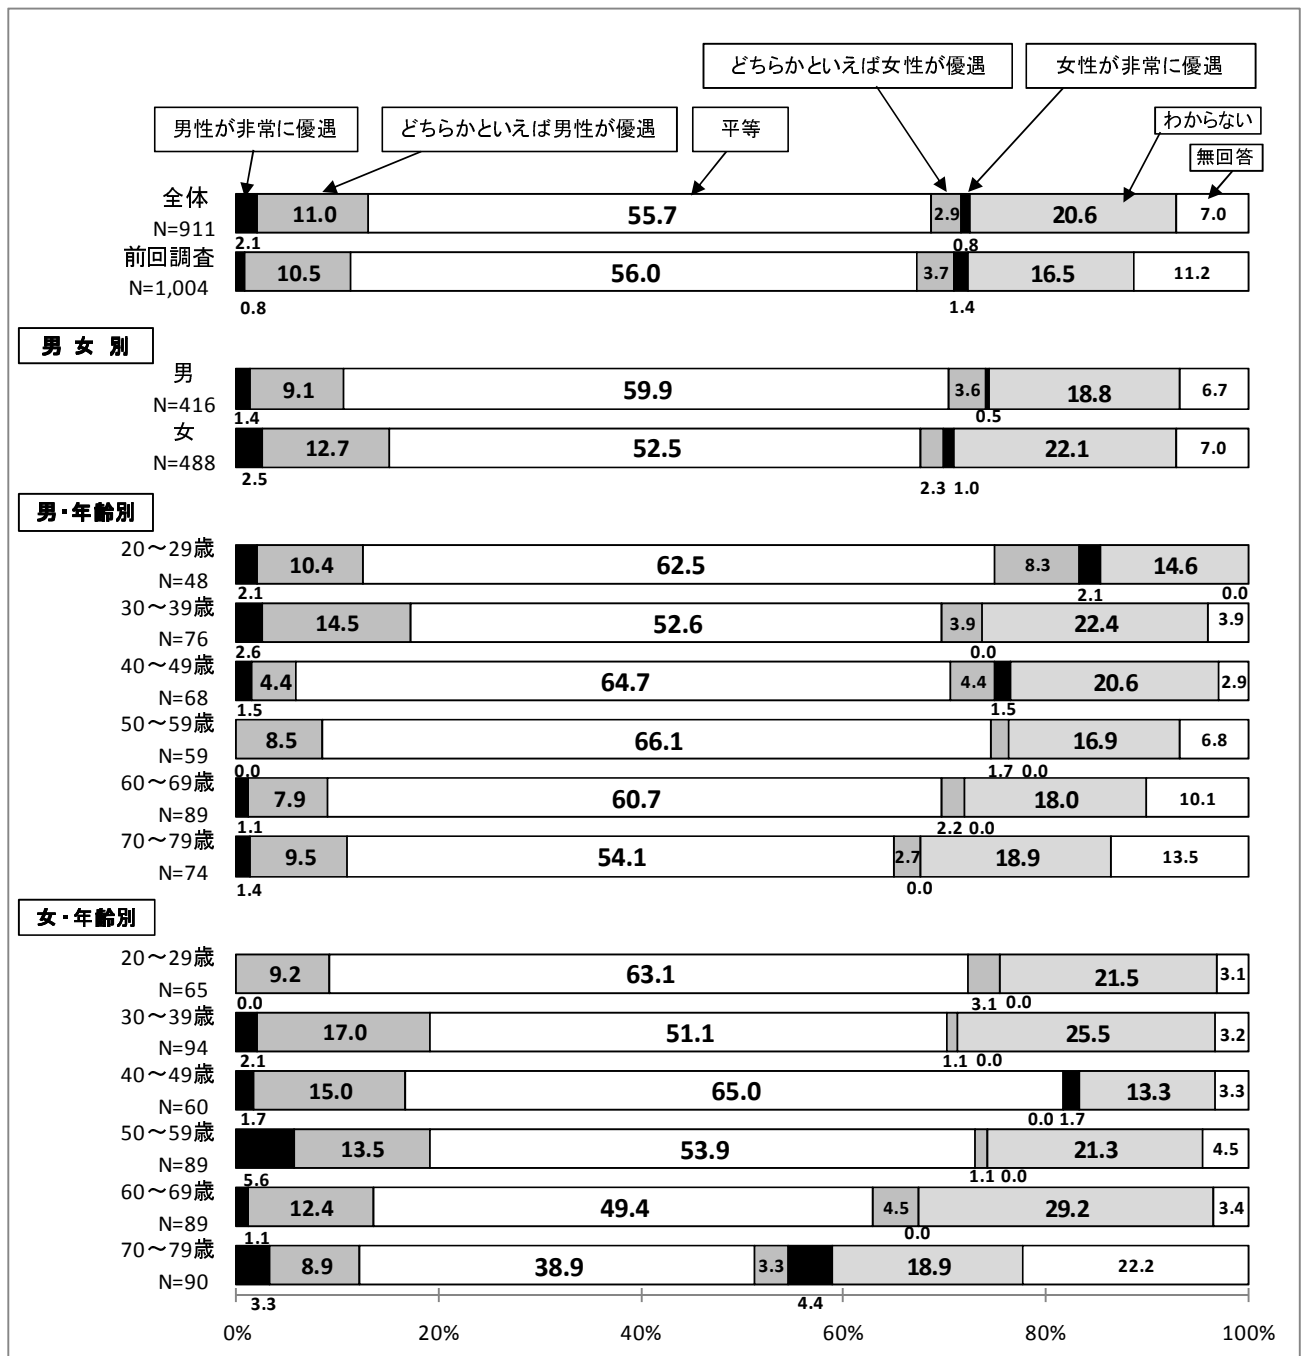 どちらかといえば女性が優遇 女性が非常に優遇
男性が非常に優遇 どちらかといえば男性が優遇 平等 わからない
無回答
全体
N=911
11.0 55.7 2.9 20.6 7.0
2.1 0.8
前回調査
N=1,004
10.5 56.0 3.7 16.5 11.2
0.8 1.4
男 女 別
男
N=416
9.1 59.9 3.6 18.8 6.7
1.4 0.5
女
N=488
12.7 52.5 22.1 7.0
2.5 2.3 1.0
男・年齢別
20～29歳
N=48
10.4 62.5 8.3 14.6
2.1 2.1 0.0
30～39歳
N=76
14.5 52.6 3.9 22.4 3.9
2.6 0.0
40～49歳
N=68
4.4 64.7 4.4 20.6 2.9
1.5 1.5
50～59歳
N=59
8.5 66.1 16.9 6.8
0.0 1.7 0.0
60～69歳
N=89
7.9 60.7 18.0 10.1
1.1 2.2 0.0
70～79歳
N=74
9.5 54.1 2.7 18.9 13.5
1.4 0.0
女・年齢別
20～29歳
N=65
9.2 63.1 21.5 3.1
0.0 3.1 0.0
30～39歳
N=94
17.0 51.1 25.5 3.2
2.1 1.1 0.0
40～49歳
N=60
15.0 65.0 13.3 3.3
1.7 0.0 1.7
50～59歳
N=89
13.5 53.9 21.3 4.5
5.6 1.1 0.0
60～69歳
N=89
12.4 49.4 4.5 29.2 3.4
1.1 0.0
70～79歳
N=90
8.9 38.9 3.3 18.9 22.2
3.3 4.4
0% 20% 40% 60% 80% 100%